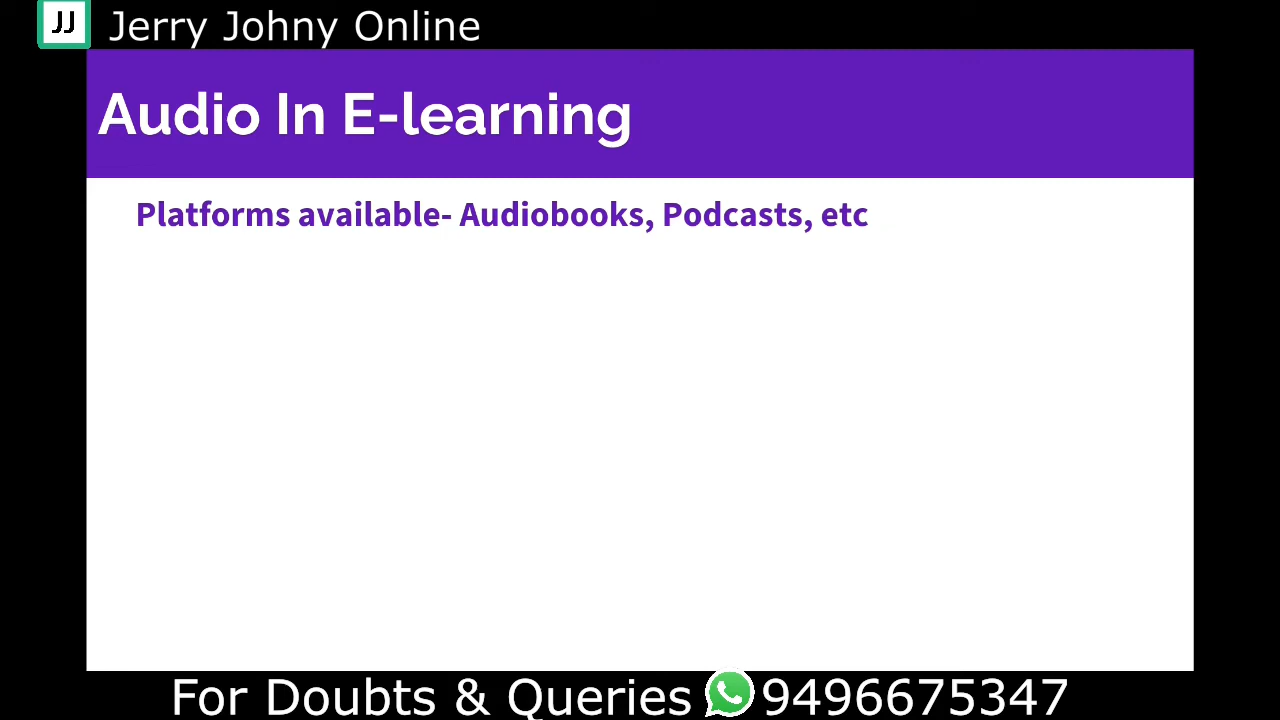 JJ Jerry Johny Online
Audio In E-learning
Platforms available- Audiobooks, Podcasts, etc
For Doubts & Queries 9496675347